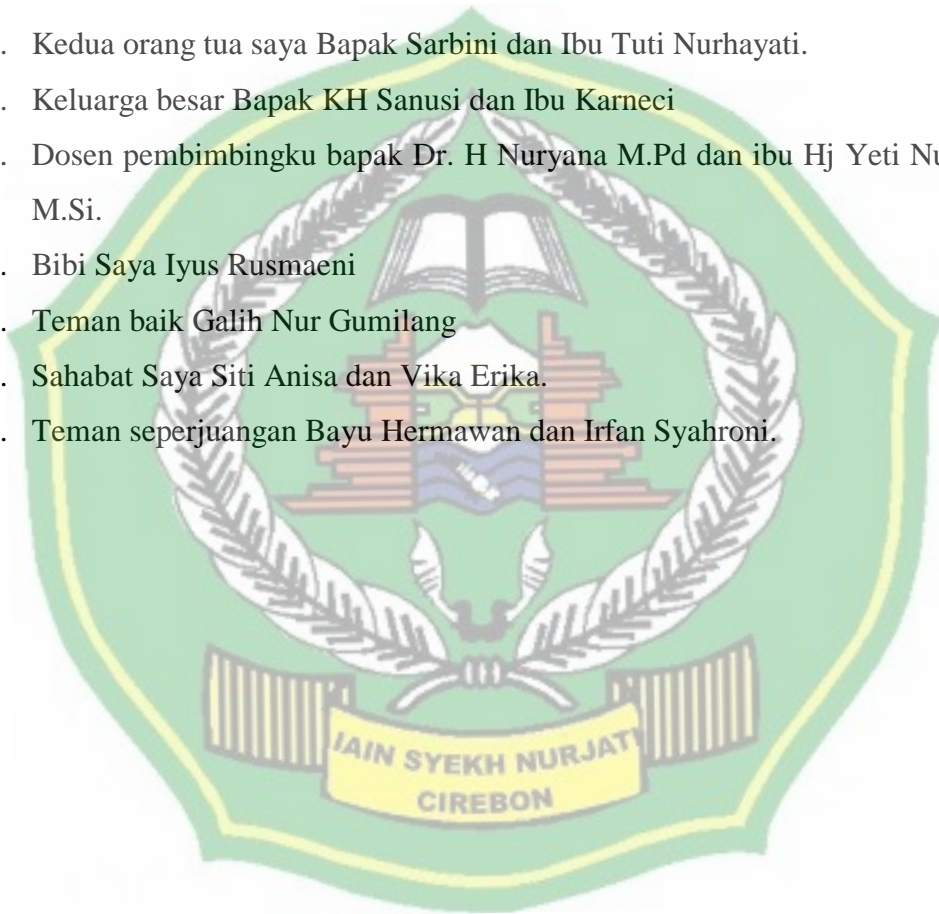 . Kedua orang tua saya Bapak Sarbini dan Ibu Tuti Nurhayati.
. Keluarga besar Bapak KH Sanusi dan Ibu Karneci
. Dosen pembimbingku bapak Dr. H Nuryana M.Pd dan ibu Hj Yeti
M.Si.
. Bibi Saya Iyus Rusmaeni
. Teman baik Galih Nur Gumilang
. Sahabat Saya Siti Anisa dan Vika Erika.
. Teman seperjuangan Bayu Hermawan dan Irfan Syahroni.
IAIN SYEKH NURJATI
CIREBON